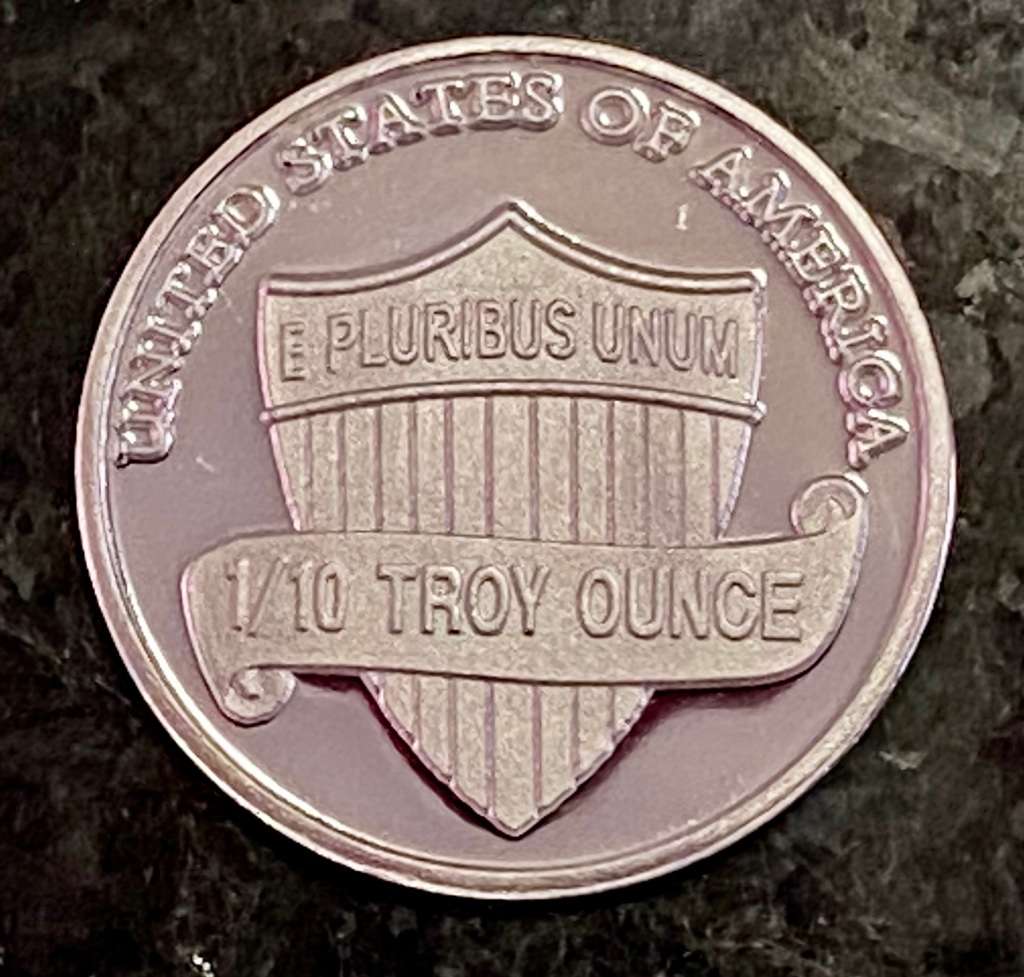 UNITED STATES OF AMERICA
E PLURIBUS UNUM
1/10 TROY OUNCE